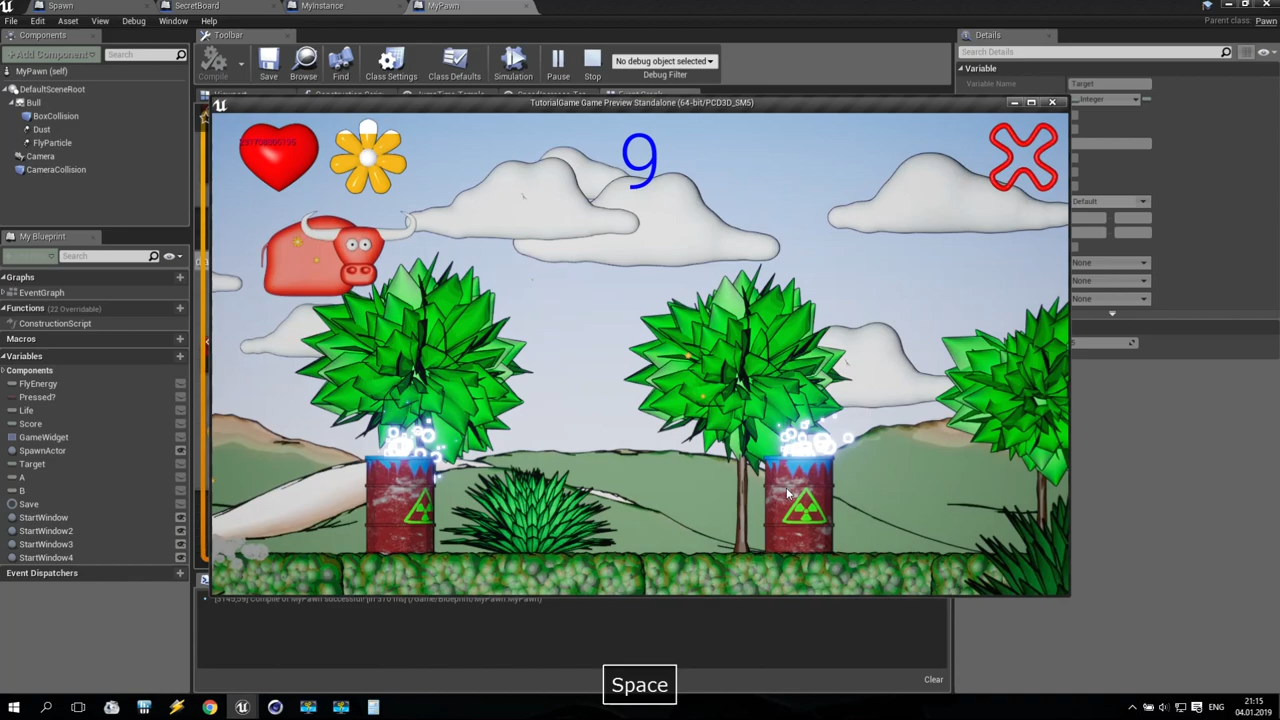 Spawn SecretBoard MyInstance MyPawn
File Edit Asset View Debug Window Help
Parent class: Pawn
Components
Toolbar
Details
+Add Component
Search
Compile Save Browse Find Class Settings Class Defaults Simulation Pause Stop
No debug object selected
Debug Filter
Search Details
MyPawn (self)
Variable
Variable Name Target
Integer
DefaultSceneRoot
Bull
BoxCollision
Dust
FlyParticle
Camera
CameraCollision
TutorialGame Game Preview Standalone (64-bit/PCD3D_SM5)
9
Default
None
None
None
My Blueprint
Search
Graphs
EventGraph
Functions (22 Overridable)
ConstructionScript
Macros
Variables
Components
FlyEnergy
Pressed?
Life
Score
GameWidget
SpawnActor
Target
A
B
Save
StartWindow
StartWindow2
StartWindow3
StartWindow4
Event Dispatchers
Clear
Space
ENG
21:15
04.01.2019